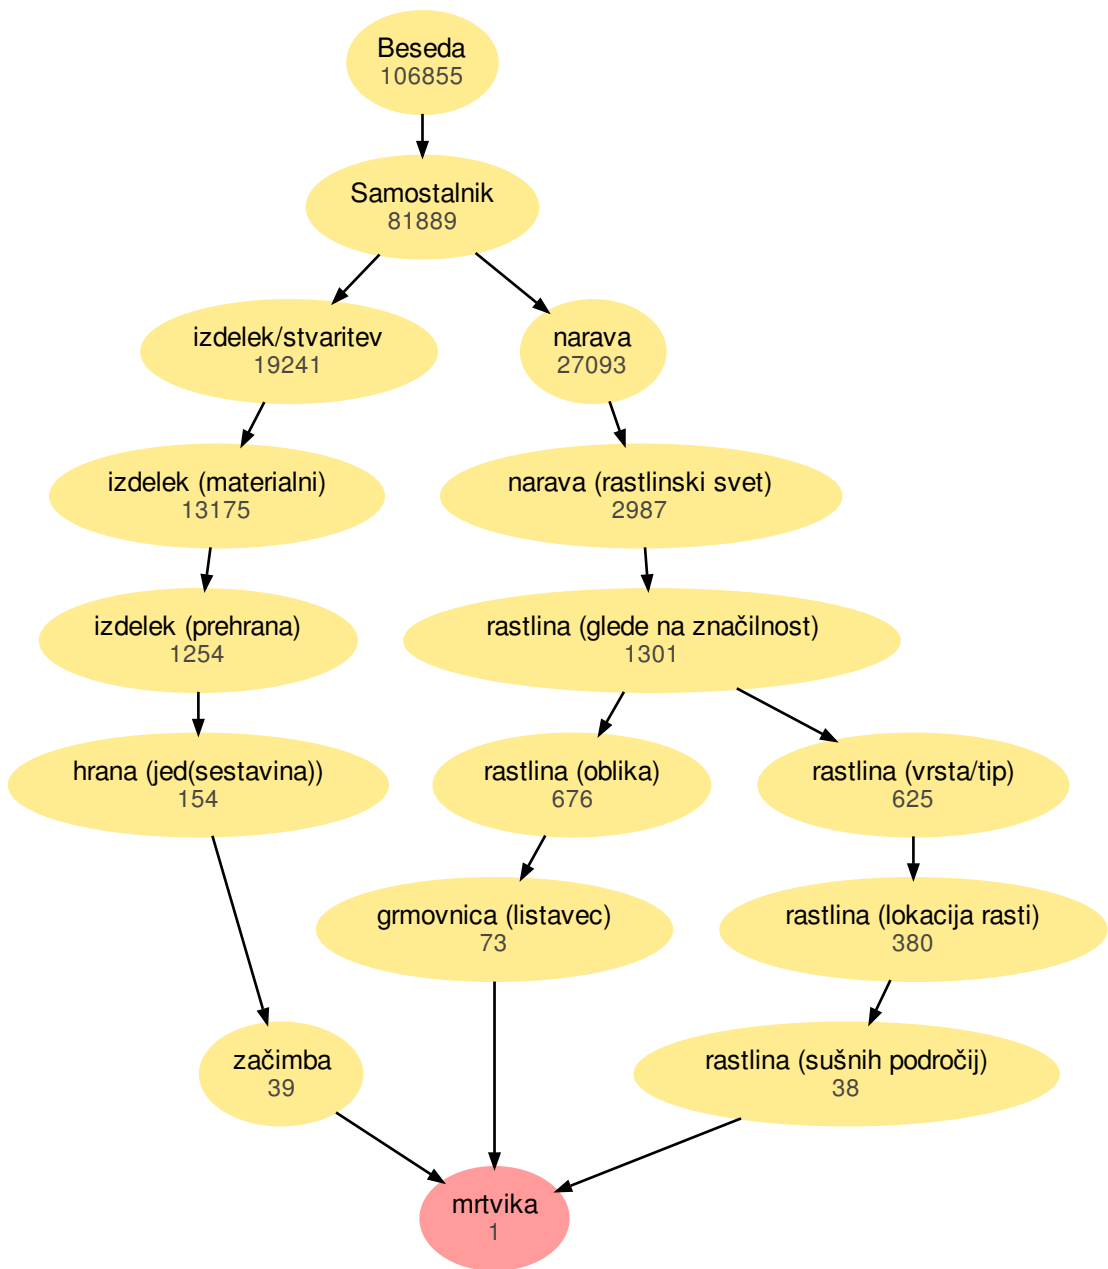 Beseda
106855
Samostalnik
81889
izdelek/stvaritev
19241
narava
27093
izdelek (materialni)
13175
narava (rastlinski svet)
2987
izdelek (prehrana)
1254
rastlina (glede na značilnost)
1301
hrana (jed(sestavina))
154
rastlina (oblika)
676
rastlina (vrsta/tip)
625
grmovnica (listavec)
73
rastlina (lokacija rasti)
380
začimba
39
rastlina (sušnih področij)
38
mrtvika
1